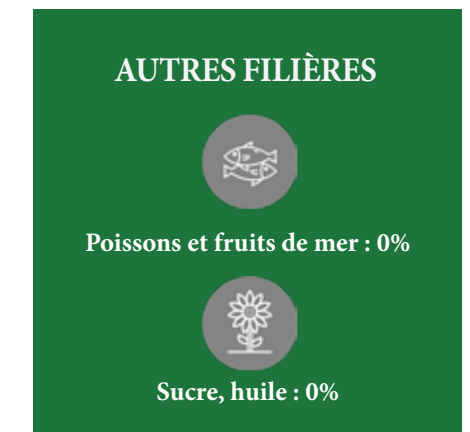 AUTRES FILIÈRES
Poissons et fruits de mer : 0%
Sucre, huile : 0%